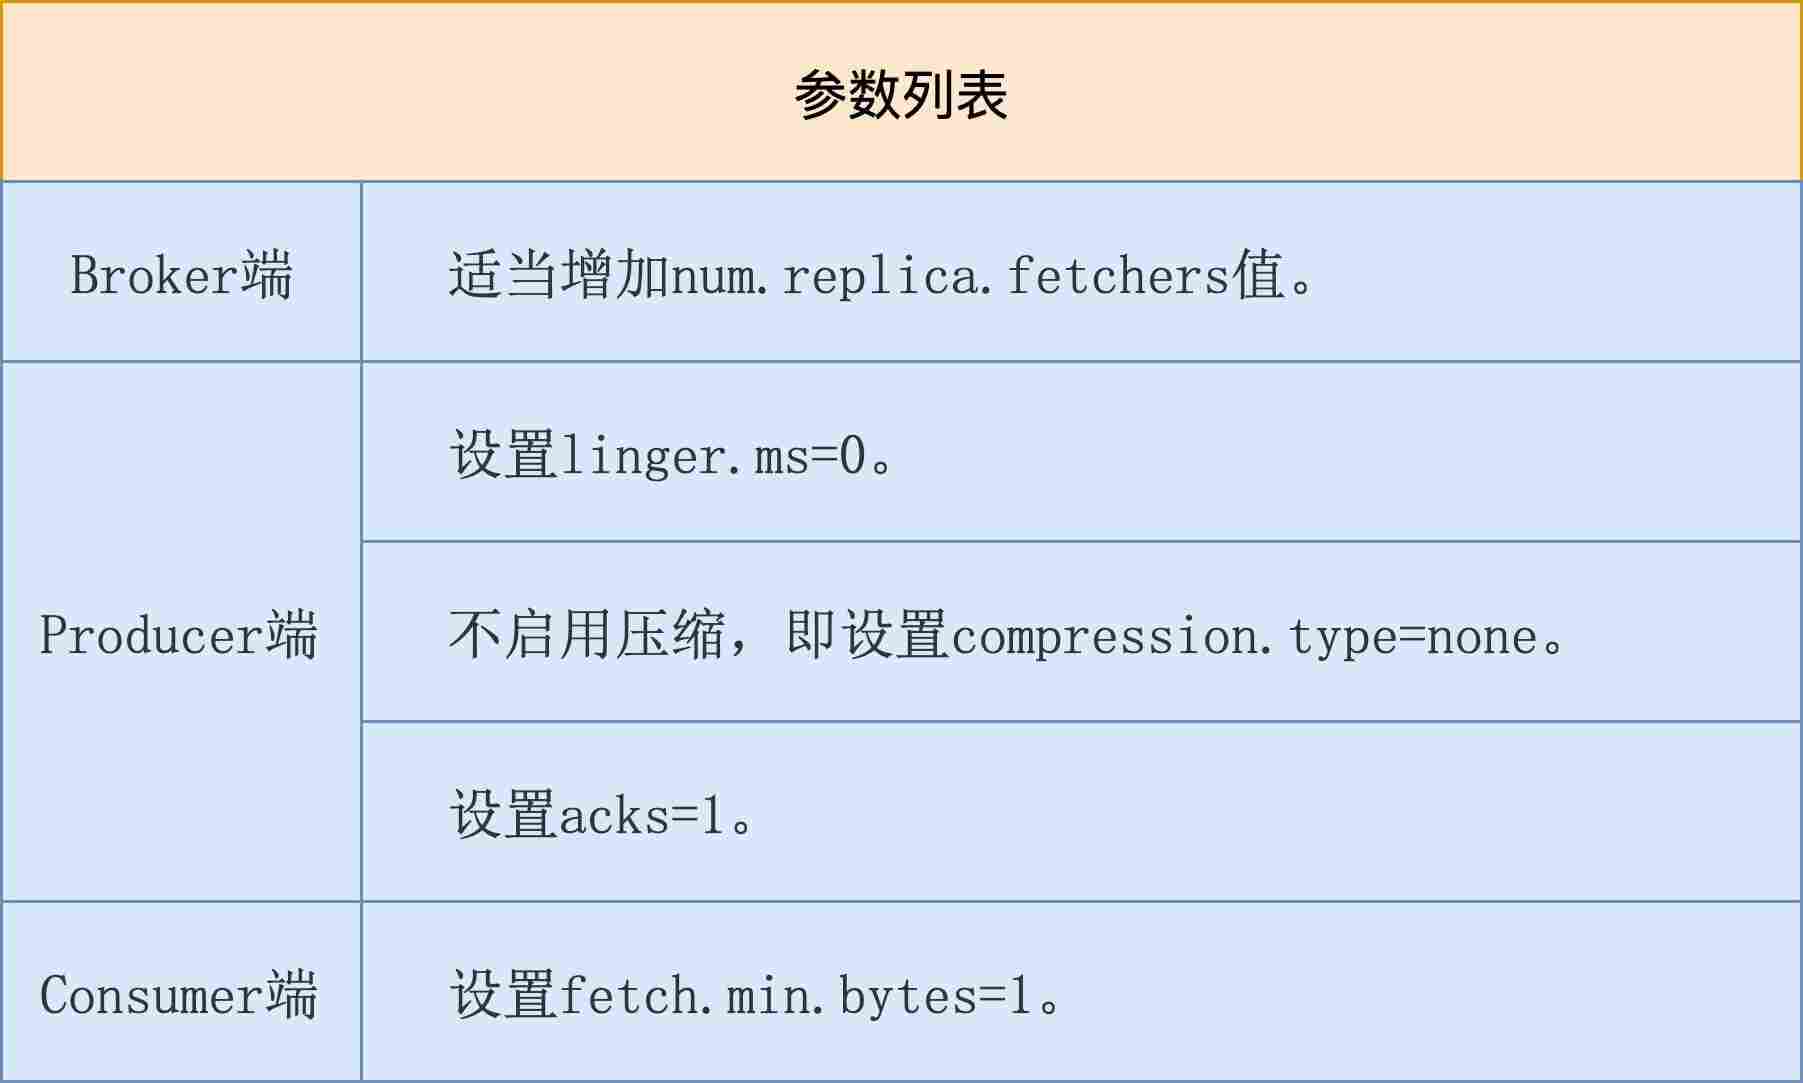 参数列表
Broker端
适当增加num.replica.fetchers值。
Producer端
设置linger.ms=0。
不启用压缩，即设置compression.type=none。
设置acks=1。
Consumer端
设置fetch.min.bytes=1。